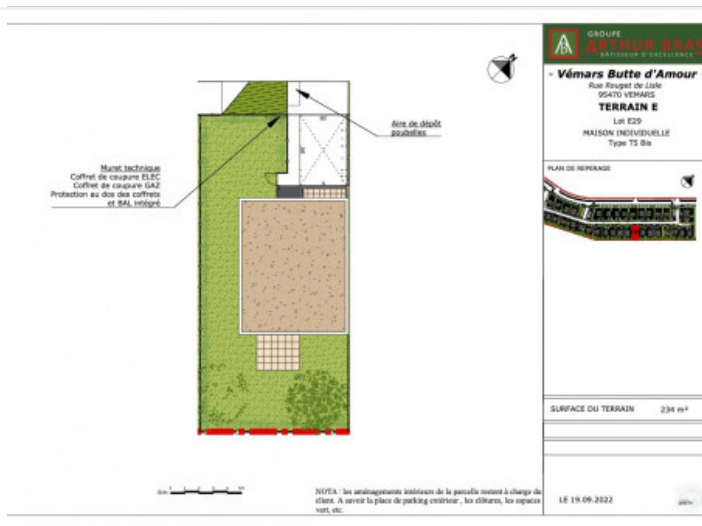 GROUPE
ARTHUR BRAS
BÂTISSEUR D'EXCELLENCE
- Vémars Butte d'Amour -
Rue Rouget de Lisle
95470 VEMARS
TERRAIN E
Lot E29
MAISON INDIVIDUELLE
Type T5 Bis
PLAN DE REPERAGE
Aire de dépôt
poubelles
Muret technique
Coffret de coupure ELEC
Coffret de coupure GAZ
Protection au dos des coffrets
et BAL intégré
SURFACE DU TERRAIN 234 m²
NOTA : les aménagements intérieurs de la parcelle restent à charge du
client. A savoir la place de parking extérieur , les clôtures, les espaces
vert, etc.
LE 19.09.2022